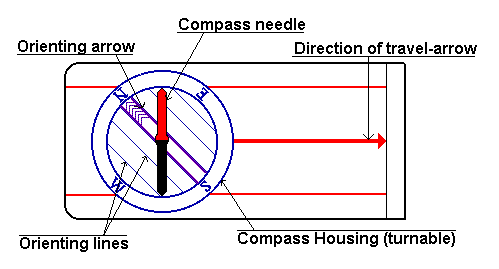 Compass needle
Orienting arrow
Direction of travel-arrow
N
E
W
S
Orienting lines
Compass Housing (turnable)